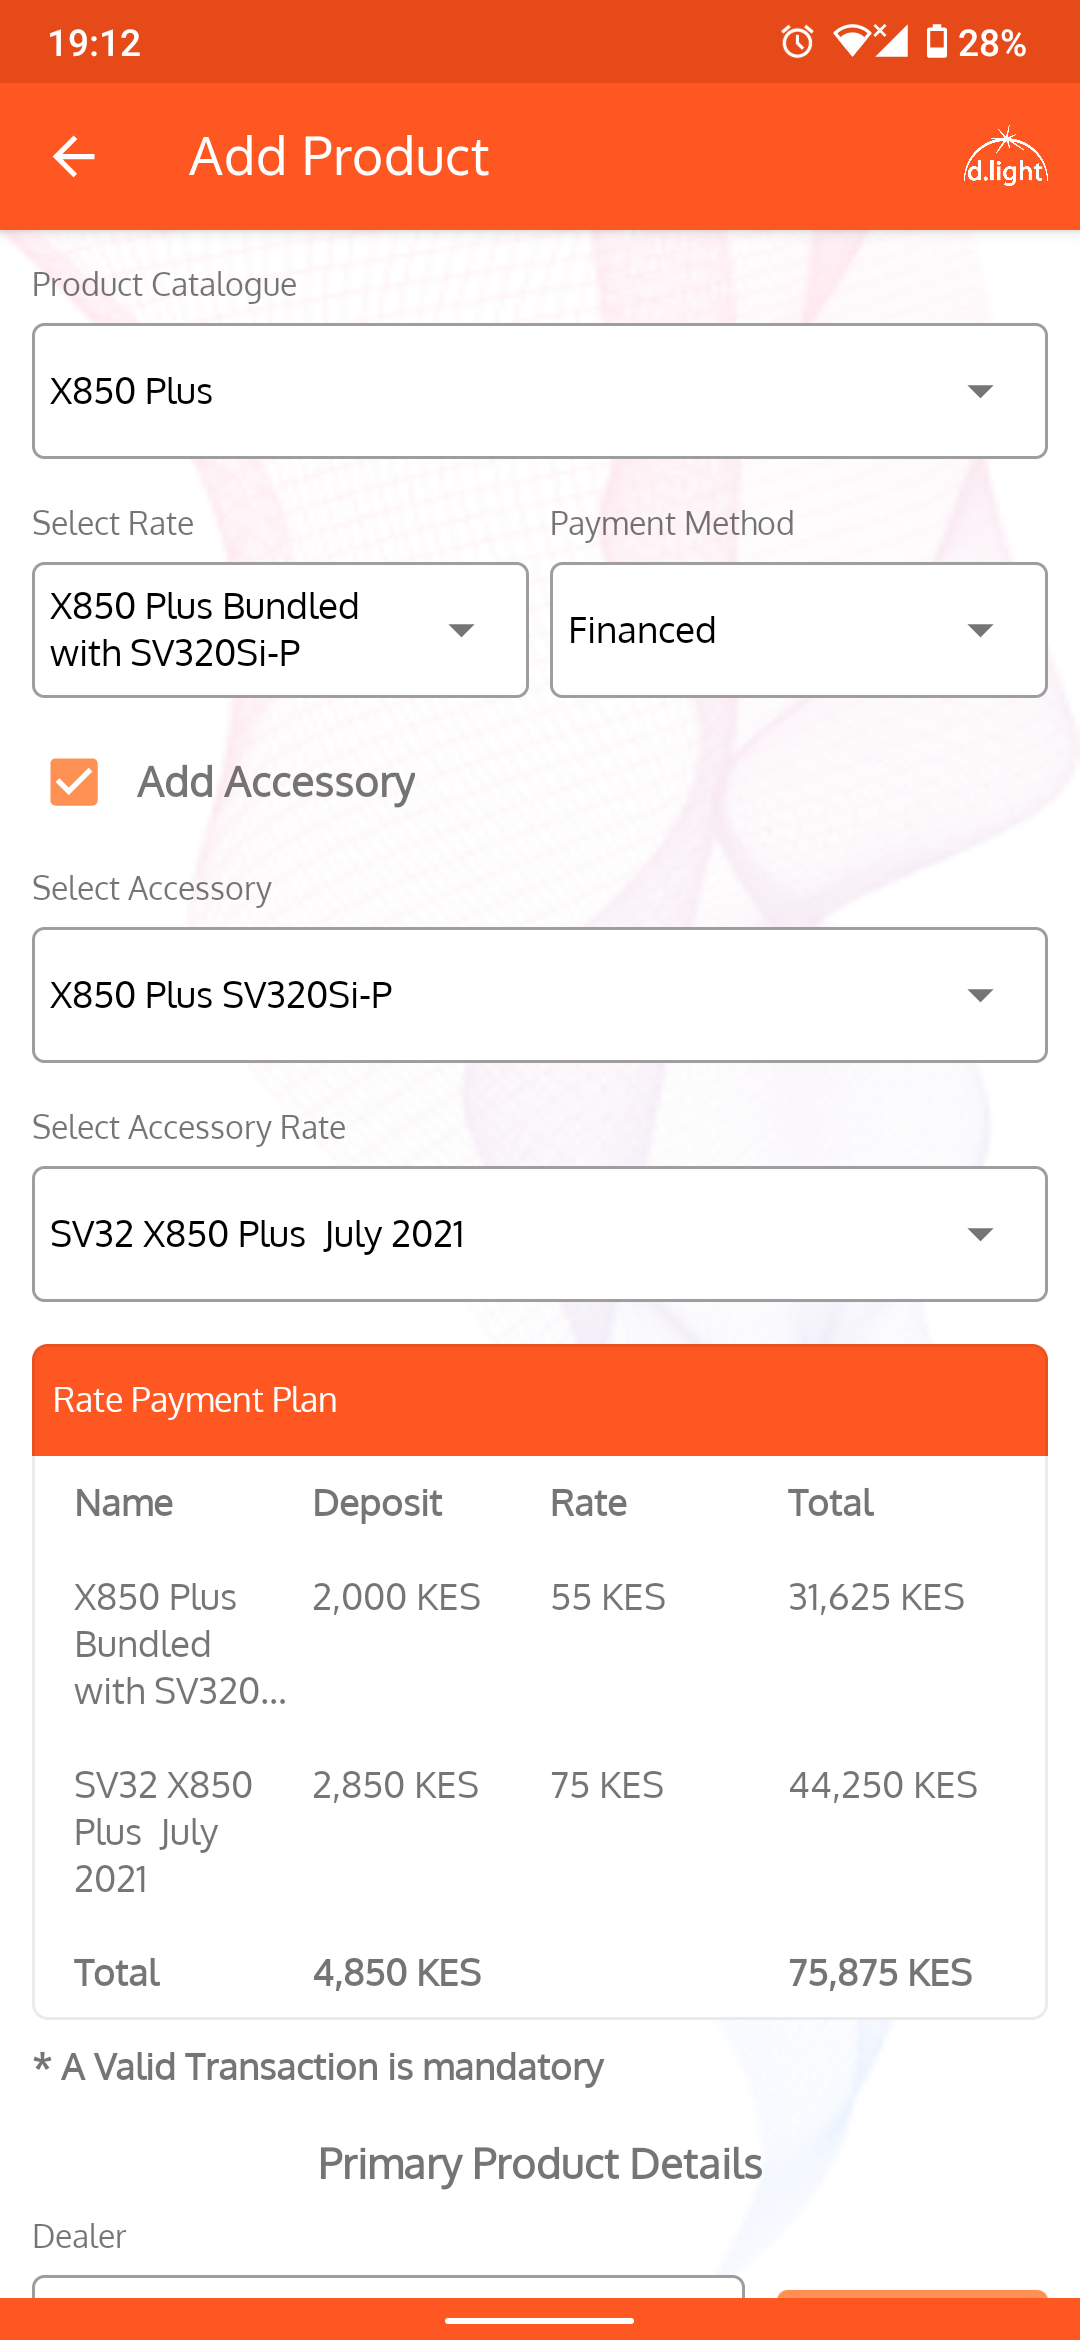 19:12
28%
Add Product
d.light
Product Catalogue
X850 Plus
Select Rate
Payment Method
X850 Plus Bundled
with SV320Si-P
Financed
Add Accessory
Select Accessory
X850 Plus SV320Si-P
Select Accessory Rate
SV32 X850 Plus  July 2021
Rate Payment Plan
Name Deposit Rate Total
X850 Plus 2,000 KES 55 KES 31,625 KES
Bundled
with SV320...
SV32 X850 2,850 KES 75 KES 44,250 KES
Plus  July
2021
Total 4,850 KES 75,875 KES
* A Valid Transaction is mandatory
Primary Product Details
Dealer